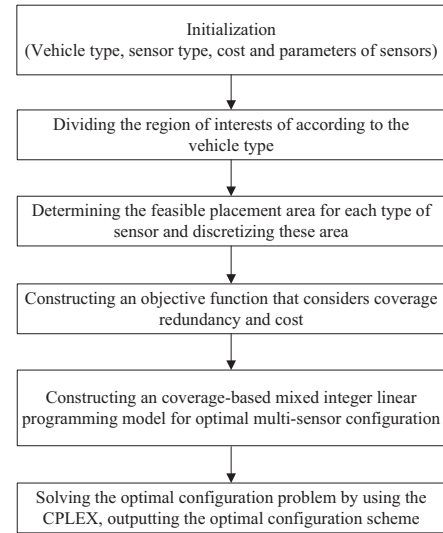 Initialization
(Vehicle type, sensor type, cost and parameters of sensors)
Dividing the region of interests of according to the
vehicle type
Determining the feasible placement area for each type of
sensor and discretizing these area
Constructing an objective function that considers coverage
redundancy and cost
Constructing an coverage-based mixed integer linear
programming model for optimal multi-sensor configuration
Solving the optimal configuration problem by using the
CPLEX, outputting the optimal configuration scheme